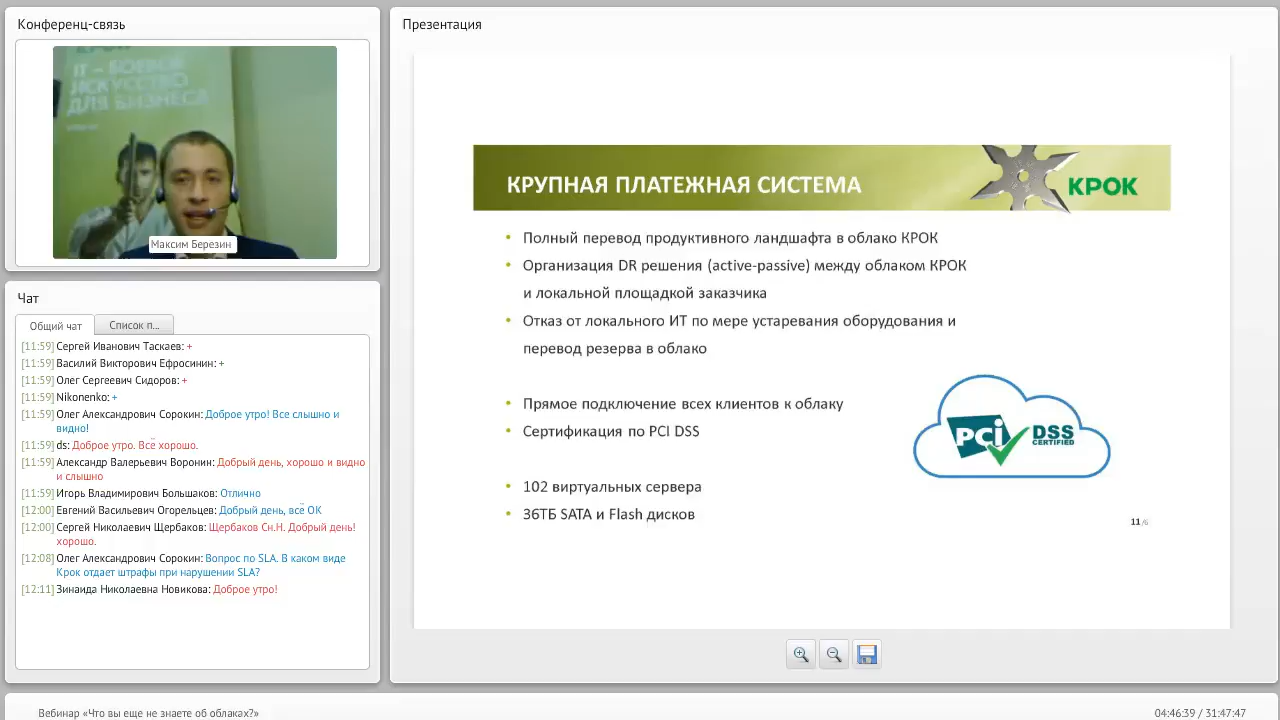 Конференц-связь
IT – БОЕВОЕ
ИСКУССТВО
ДЛЯ БИЗНЕСА
Максим Березин
Чат
Общий чат
Список п...
[11:59] Сергей Иванович Таскаев: +
[11:59] Василий Викторович Ефросинин: +
[11:59] Олег Сергеевич Сидоров: +
[11:59] Nikonenko: +
[11:59] Олег Александрович Сорокин: Доброе утро! Все слышно и
видно!
[11:59] ds: Доброе утро. Всё хорошо.
[11:59] Александр Валерьевич Воронин: Добрый день, хорошо и видно
и слышно
[11:59] Игорь Владимирович Большаков: Отлично
[12:00] Евгений Васильевич Огорельцев: Добрый день, всё ОК
[12:00] Сергей Николаевич Щербаков: Щербаков Сн.Н. Добрый день!
хорошо.
[12:08] Олег Александрович Сорокин: Вопрос по SLA. В каком виде
Крок отдает штрафы при нарушении SLA?
[12:11] Зинаида Николаевна Новикова: Доброе утро!
Презентация
КРУПНАЯ ПЛАТЕЖНАЯ СИСТЕМА
КРОК
• Полный перевод продуктивного ландшафта в облако КРОК
• Организация DR решения (active-passive) между облаком КРОК
и локальной площадкой заказчика
• Отказ от локального ИТ по мере устаревания оборудования и
перевод резерва в облако
• Прямое подключение всех клиентов к облаку
• Сертификация по PCI DSS
• 102 виртуальных сервера
• 36ТБ SATA и Flash дисков
PCI DSS
CERTIFIED
11
Вебинар «Что вы еще не знаете об облаках?»
04:46:39 / 31:47:47